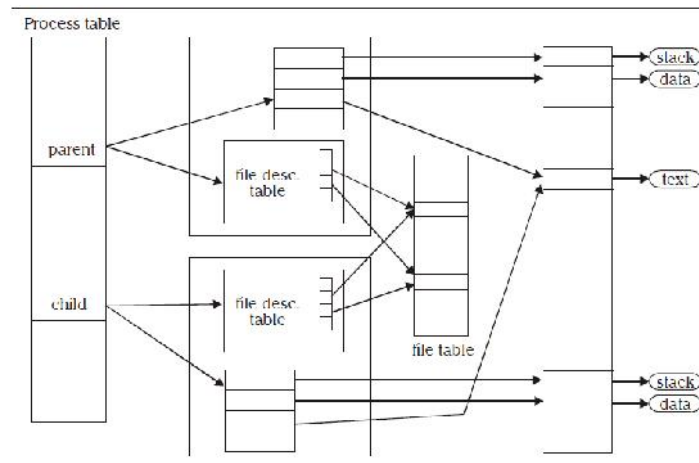 Process table
stack
data
parent
file desc.
table
text
child
file desc.
table
file table
stack
data